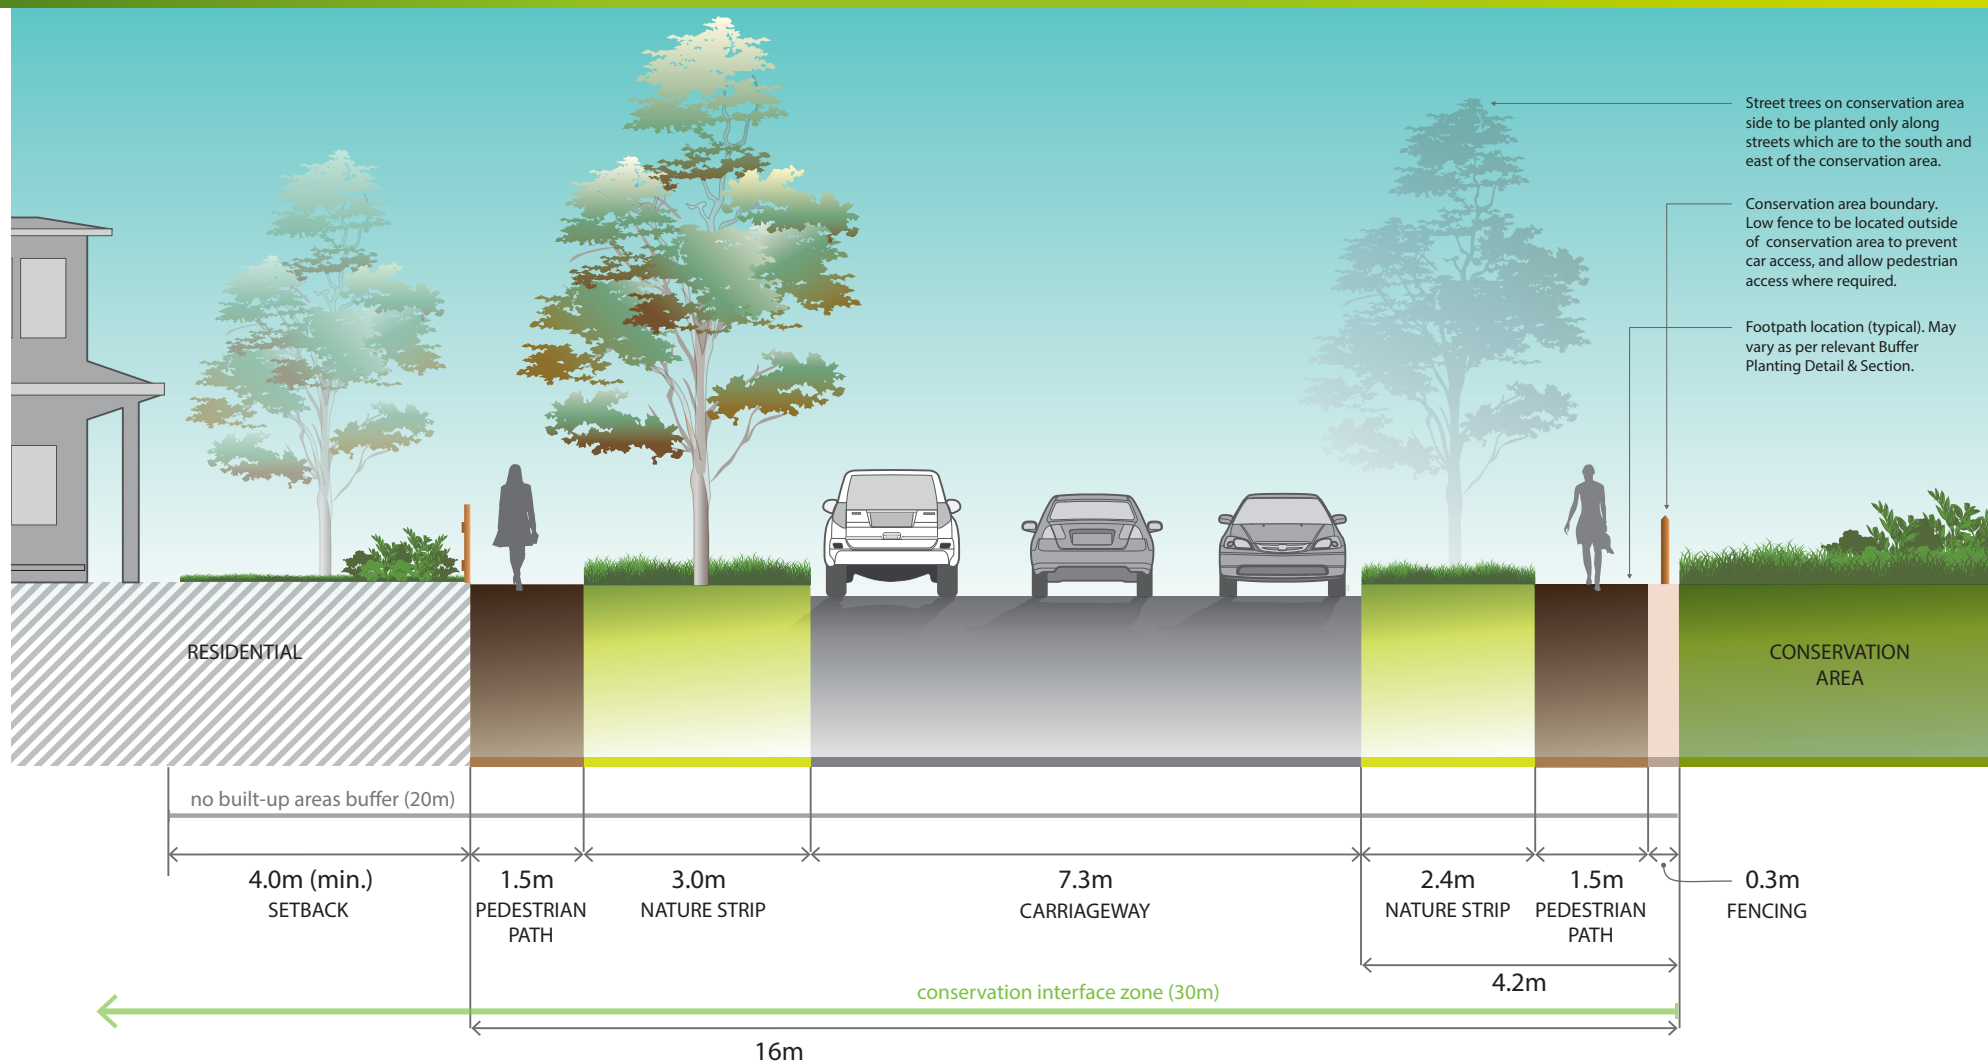 Street trees on conservation area
side to be planted only along
streets which are to the south and
east of the conservation area.
Conservation area boundary.
Low fence to be located outside
of conservation area to prevent
car access, and allow pedestrian
access where required.
Footpath location (typical). May
vary as per relevant Buffer
Planting Detail & Section.
RESIDENTIAL
CONSERVATION
AREA
no built-up areas buffer (20m)
4.0m (min.)
SETBACK
1.5m
PEDESTRIAN
PATH
3.0m
NATURE STRIP
7.3m
CARRIAGEWAY
2.4m
NATURE STRIP
1.5m
PEDESTRIAN
PATH
0.3m
FENCING
4.2m
conservation interface zone (30m)
16m